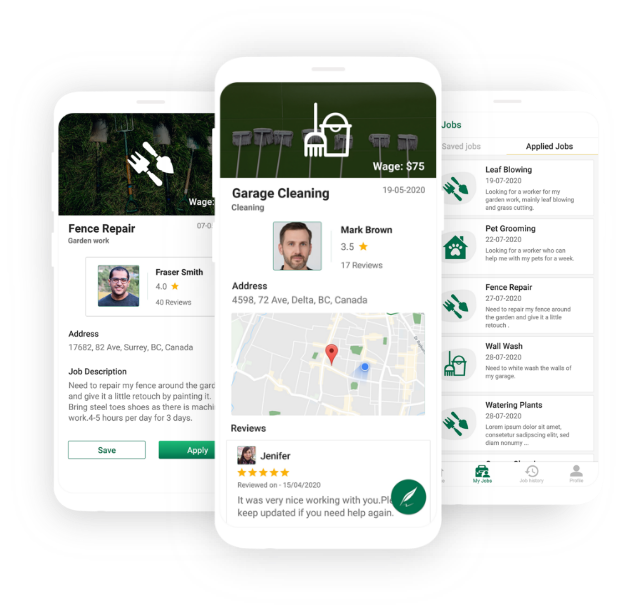 Wage:
Fence Repair
07-0
Garden work
Fraser Smith
4.0
40 Reviews
Address
17682, 82 Ave, Surrey, BC, Canada
Job Description
Need to repair my fence around the gard
and give it a little retouch by painting it.
Bring steel toes shoes as there is machi
work.4-5 hours per day for 3 days.
Save
Apply
Wage: $75
Garage Cleaning
19-05-2020
Cleaning
Mark Brown
3.5
17 Reviews
Address
4598, 72 Ave, Delta, BC, Canada
Reviews
Jenifer
Reviewed on - 15/04/2020
It was very nice working with you.Ple
keep updated if you need help again.
Jobs
Saved jobs
Applied Jobs
Leaf Blowing
19-07-2020
Looking for a worker for my
garden work, mainly leaf blowing
and grass cutting.
Pet Grooming
22-07-2020
Looking for a worker who can
help me with my pets for a week.
Fence Repair
27-07-2020
Need to repair my fence around
the garden and give it a little
retouch .
Wall Wash
28-07-2020
Need to white wash the walls of
my garage.
Watering Plants
28-07-2020
Lorem ipsum dolor sit amet,
consetetur sadipscing elitr, sed
diam nonumy ...
My Jobs
Job history
Profile